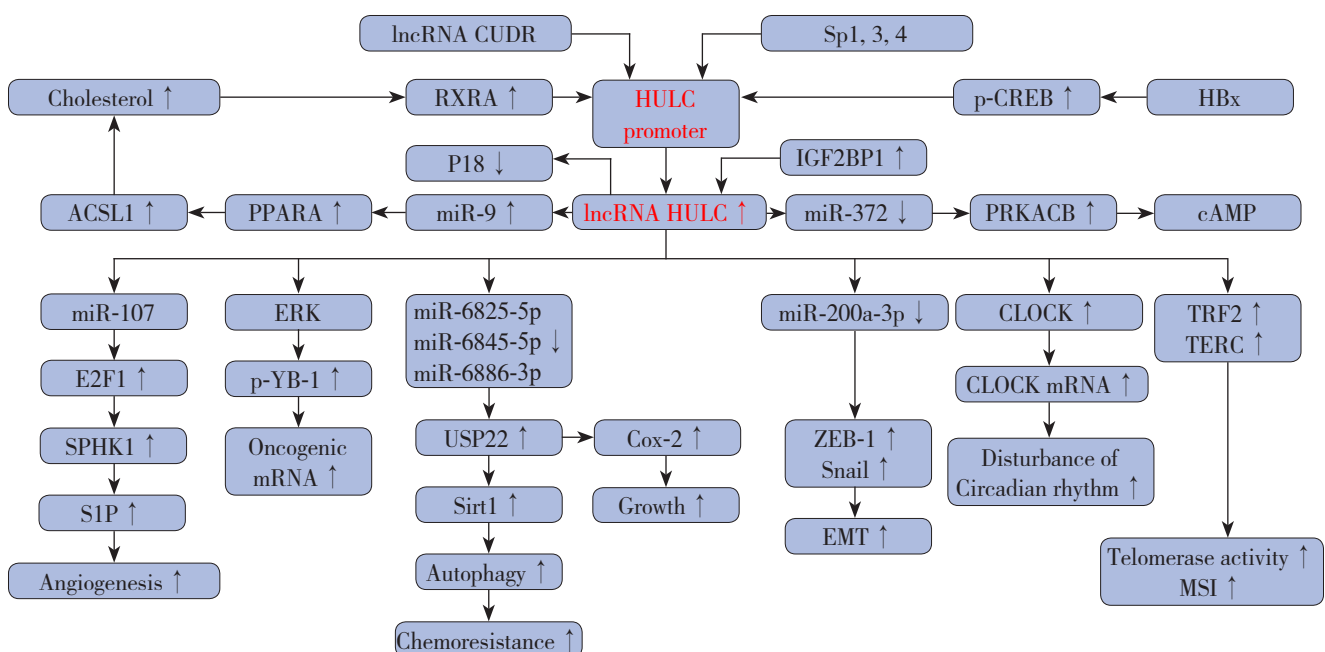 lncRNA CUDR
Sp1, 3, 4
Cholesterol ↑
RXRA ↑
HULC
promoter
p-CREB ↑
HBx
P18 ↓
IGF2BP1 ↑
ACSL1 ↑
PPARA ↑
miR-9 ↑
lncRNA HULC ↑
miR-372 ↓
PRKACB ↑
cAMP
miR-107
E2F1 ↑
SPHK1 ↑
S1P ↑
Angiogenesis ↑
ERK
p-YB-1 ↑
Oncogenic
mRNA ↑
miR-6825-5p
miR-6845-5p ↓
miR-6886-3p
USP22 ↑
Cox-2 ↑
Growth ↑
Sirt1 ↑
Autophagy ↑
Chemoresistance ↑
miR-200a-3p ↓
ZEB-1 ↑
Snail ↑
EMT ↑
CLOCK ↑
CLOCK mRNA ↑
Disturbance of
Circadian rhythm ↑
TRF2 ↑
TERC ↑
Telomerase activity ↑
MSI ↑